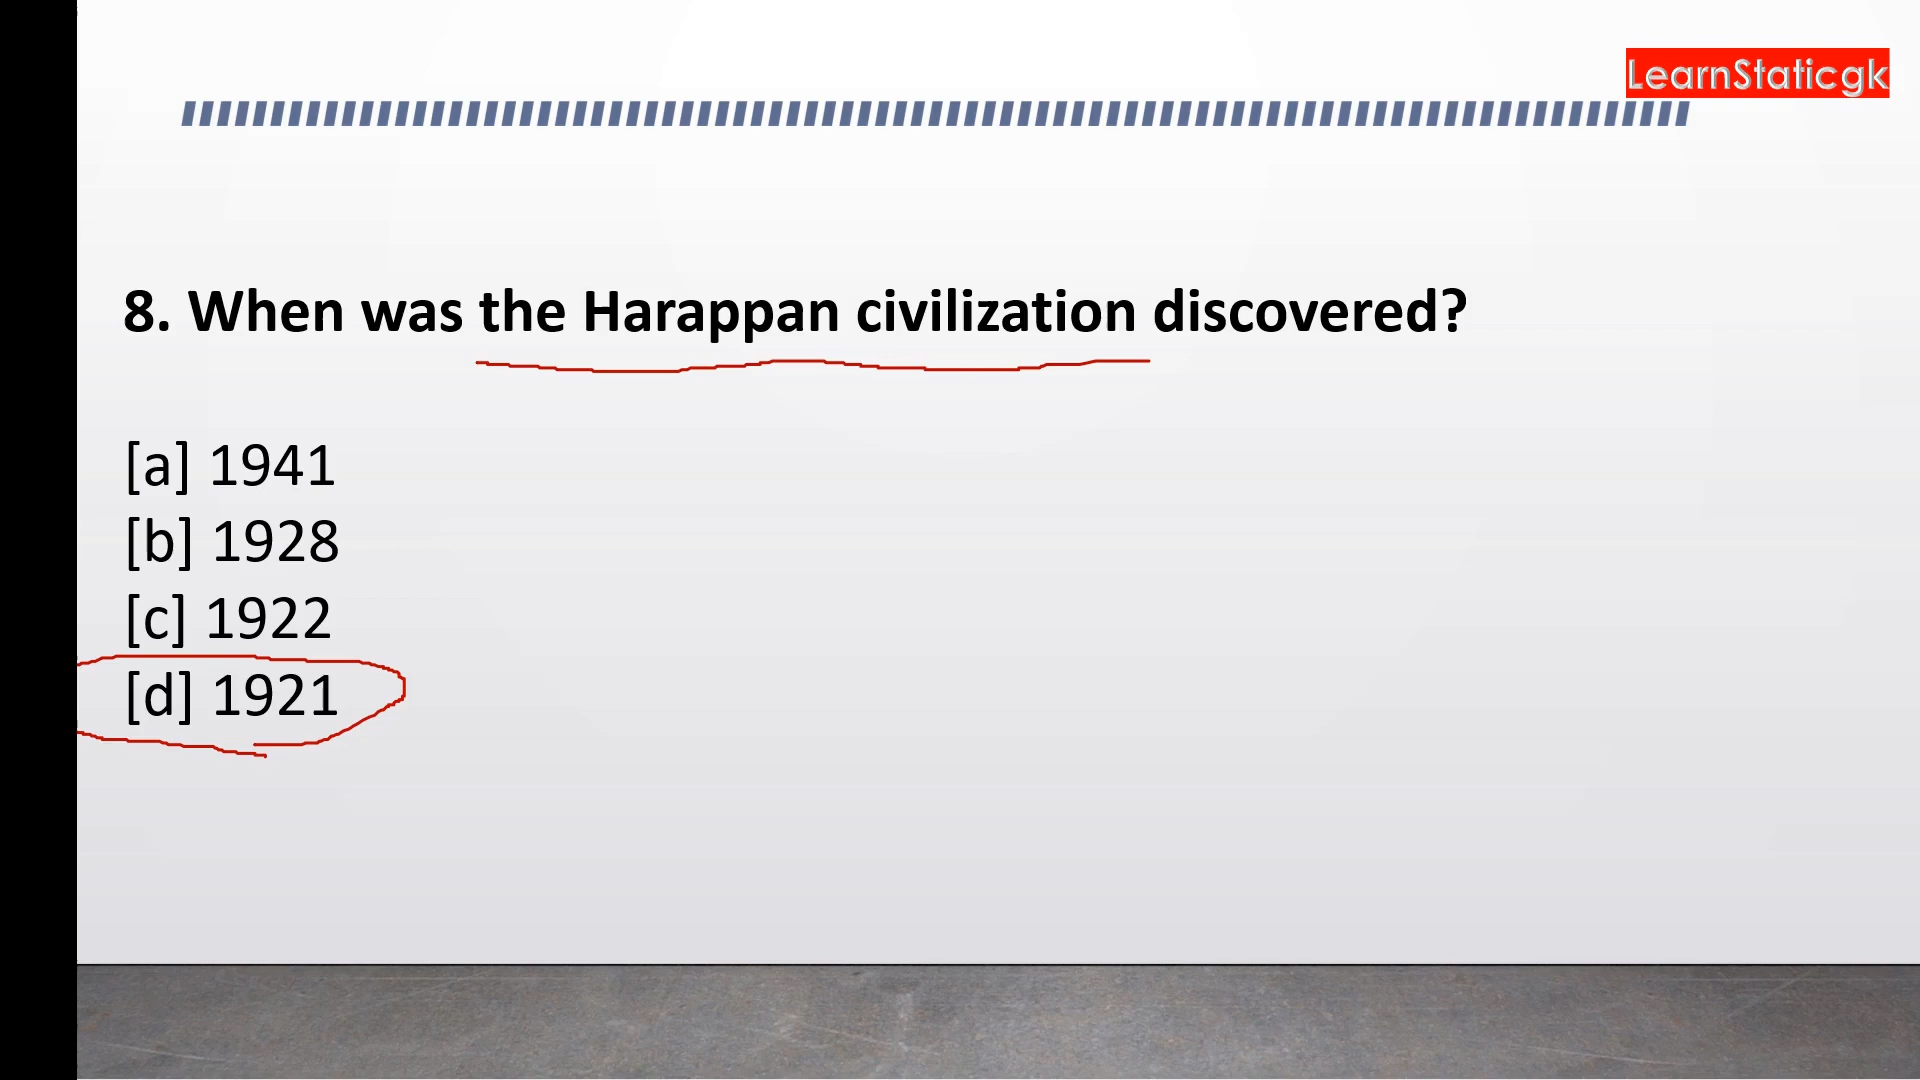 LearnStaticgk
8. When was the Harappan civilization discovered?
[a] 1941
[b] 1928
[c] 1922
[d] 1921